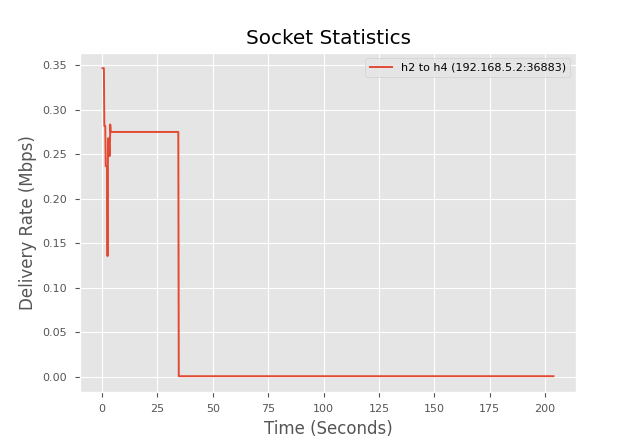 Socket Statistics
h2 to h4 (192.168.5.2:36883)
Delivery Rate (Mbps)
0.35
0.30
0.25
0.20
0.15
0.10
0.05
0.00
0 25 50 75 100 125 150 175 200
Time (Seconds)